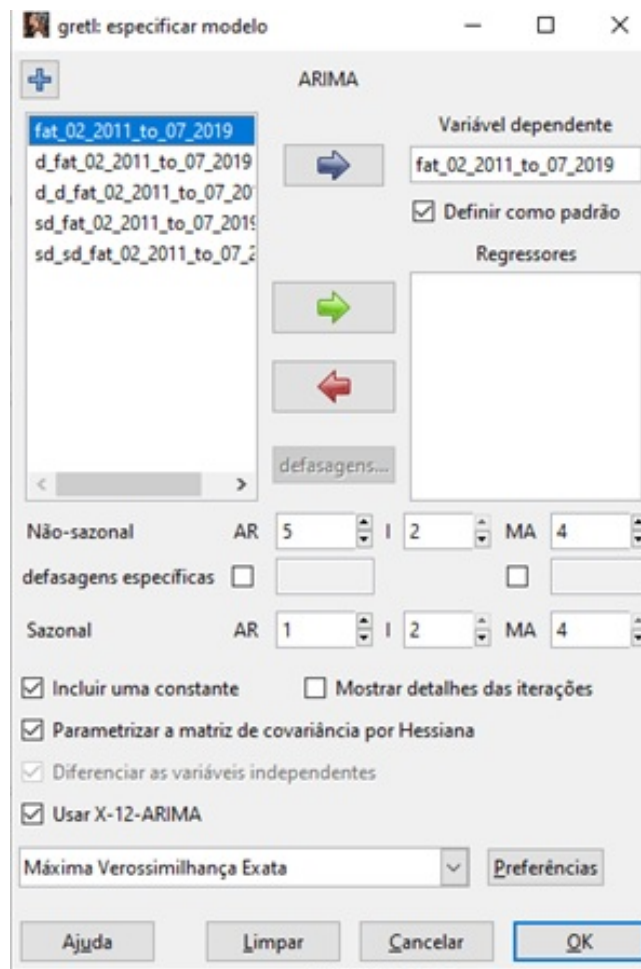 gretl: especificar modelo
ARIMA
fat_02_2011_to_07_2019
d_fat_02_2011_to_07_2019
d_d_fat_02_2011_to_07_20
sd_fat_02_2011_to_07_2019
sd_sd_fat_02_2011_to_07_2
Variável dependente
fat_02_2011_to_07_2019
Definir como padrão
Regressores
defasagens...
Não-sazonal AR 5 I 2 MA 4
defasagens específicas
Sazonal AR 1 I 2 MA 4
Incluir uma constante Mostrar detalhes das iterações
Parametrizar a matriz de covariância por Hessiana
Diferenciar as variáveis independentes
Usar X-12-ARIMA
Máxima Verossimilhança Exata Preferências
Ajuda Limpar Cancelar OK